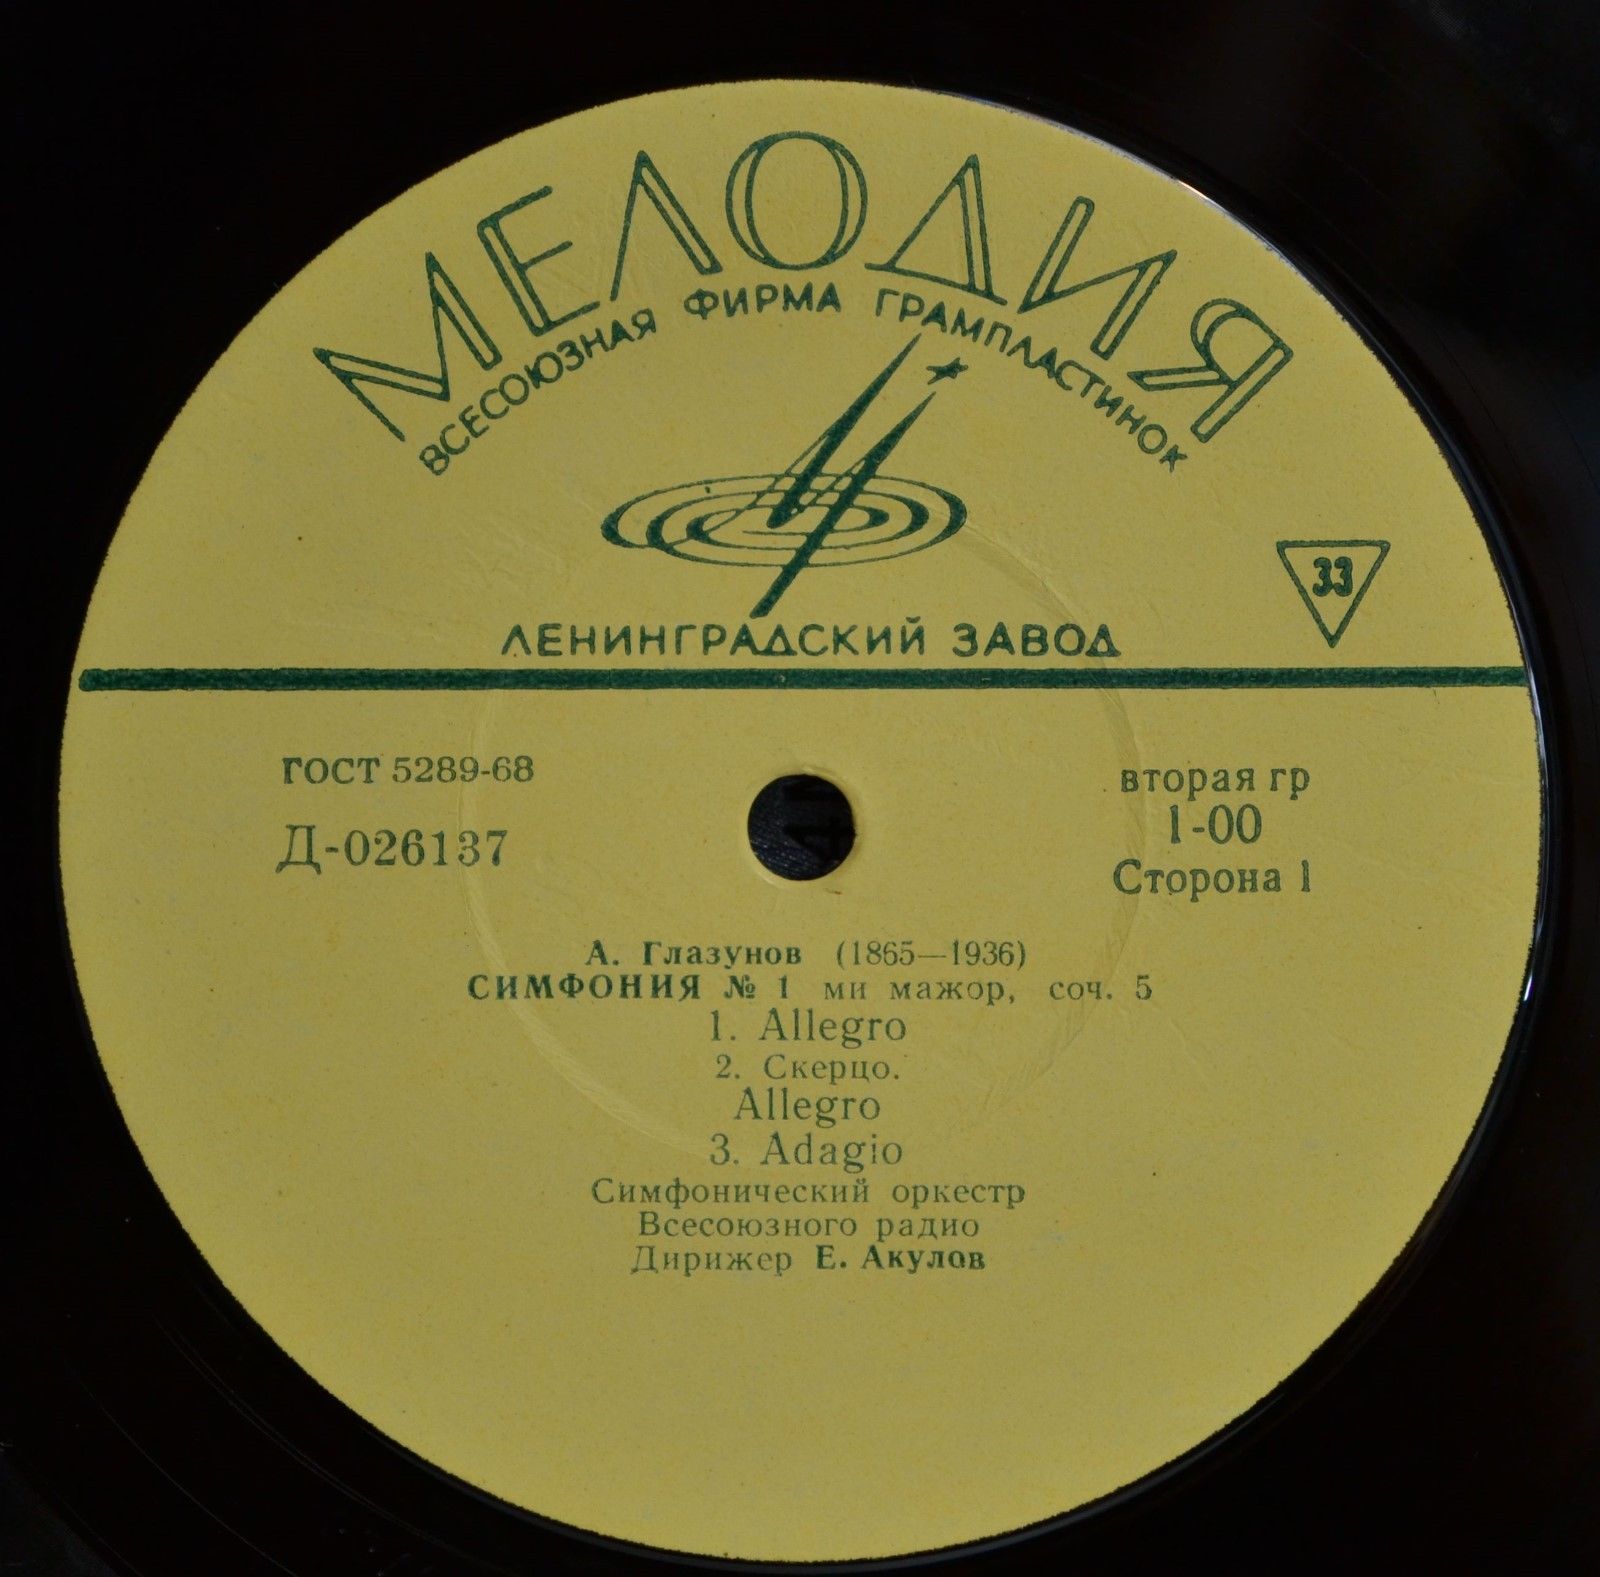 МЕЛОДИЯ
ВСЕСОЮЗНАЯ ФИРМА ГРАМПЛАСТИНОК
33
ЛЕНИНГРАДСКИЙ ЗАВОД
ГОСТ 5289-68
Д-026137
вторая гр
1-00
Сторона 1
А. Глазунов (1865—1936)
СИМФОНИЯ № 1 ми мажор, соч. 5
1. Allegro
2. Скерцо.
Allegro
3. Adagio
Симфонический оркестр
Всесоюзного радио
Дирижер Е. Акулов